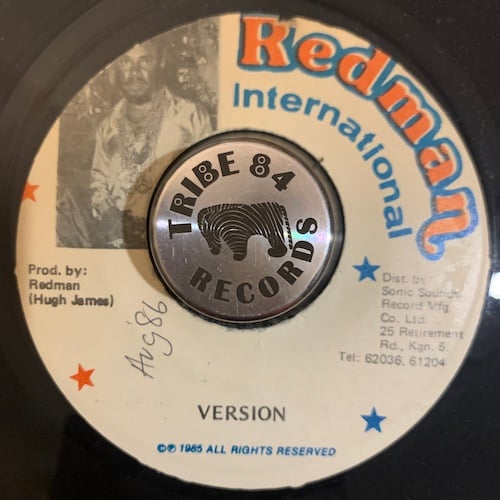 Redman
International
TRIBE 84
RECORDS
Prod. by:
Redman
(Hugh James)
Dist. by
Sonic Sounds
Record Mfg.
Co. Ltd.
25 Retirement
Rd., Kgn. 5.
Tel: 62036, 61204
Aug 86
VERSION
©℗ 1985 ALL RIGHTS RESERVED